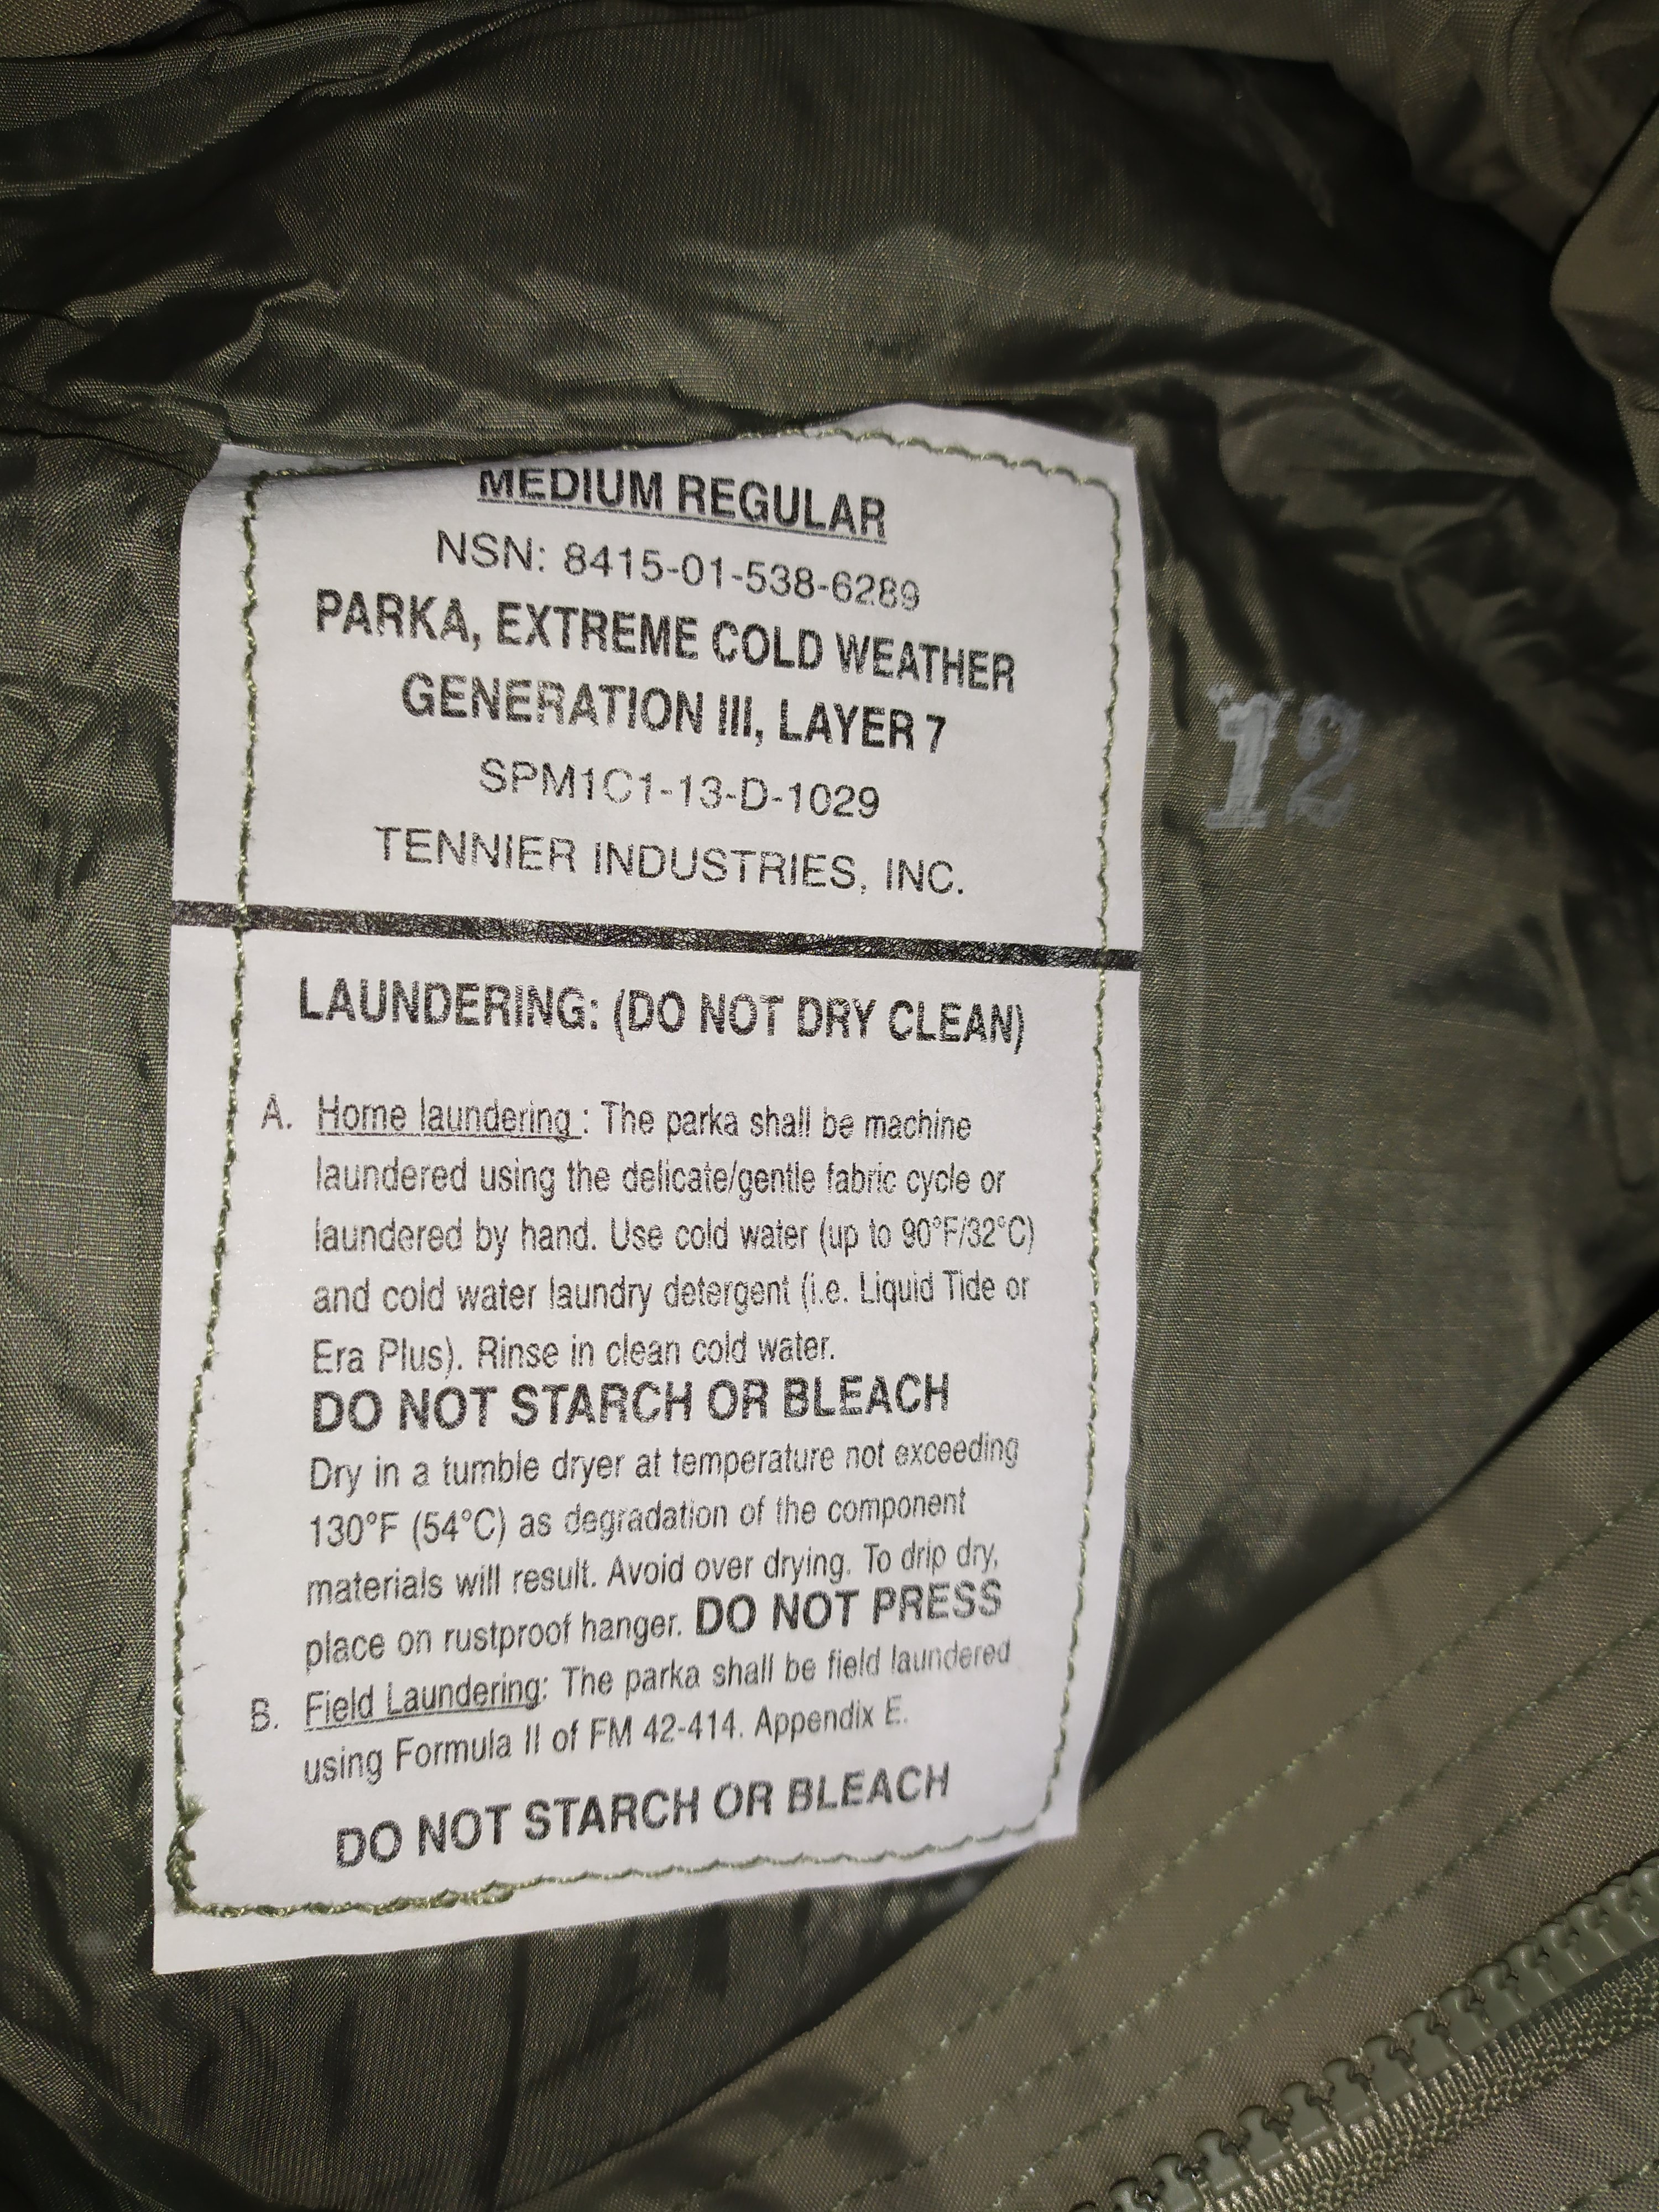 MEDIUM REGULAR
NSN: 8415-01-538-6289
PARKA, EXTREME COLD WEATHER
GENERATION III, LAYER 7
SPM1C1-13-D-1029
TENNIER INDUSTRIES, INC.
12
LAUNDERING: (DO NOT DRY CLEAN)
A. Home laundering : The parka shall be machine
laundered using the delicate/gentle fabric cycle or
laundered by hand. Use cold water (up to 90°F/32°C)
and cold water laundry detergent (i.e. Liquid Tide or
Era Plus). Rinse in clean cold water.
DO NOT STARCH OR BLEACH
Dry in a tumble dryer at temperature not exceeding
130°F (54°C) as degradation of the component
materials will result. Avoid over drying. To drip dry,
place on rustproof hanger. DO NOT PRESS
B. Field Laundering: The parka shall be field laundered
using Formula II of FM 42-414. Appendix E.
DO NOT STARCH OR BLEACH